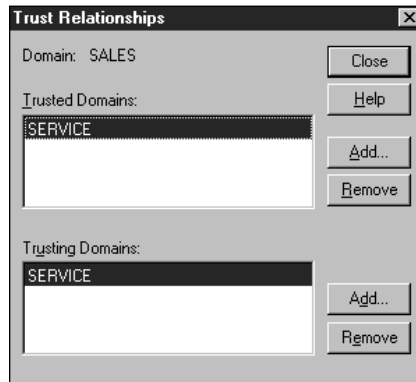 Trust Relationships
Domain: SALES
Close
Trusted Domains:
Help
SERVICE
Add...
Remove
Trusting Domains:
SERVICE
Add...
Remove